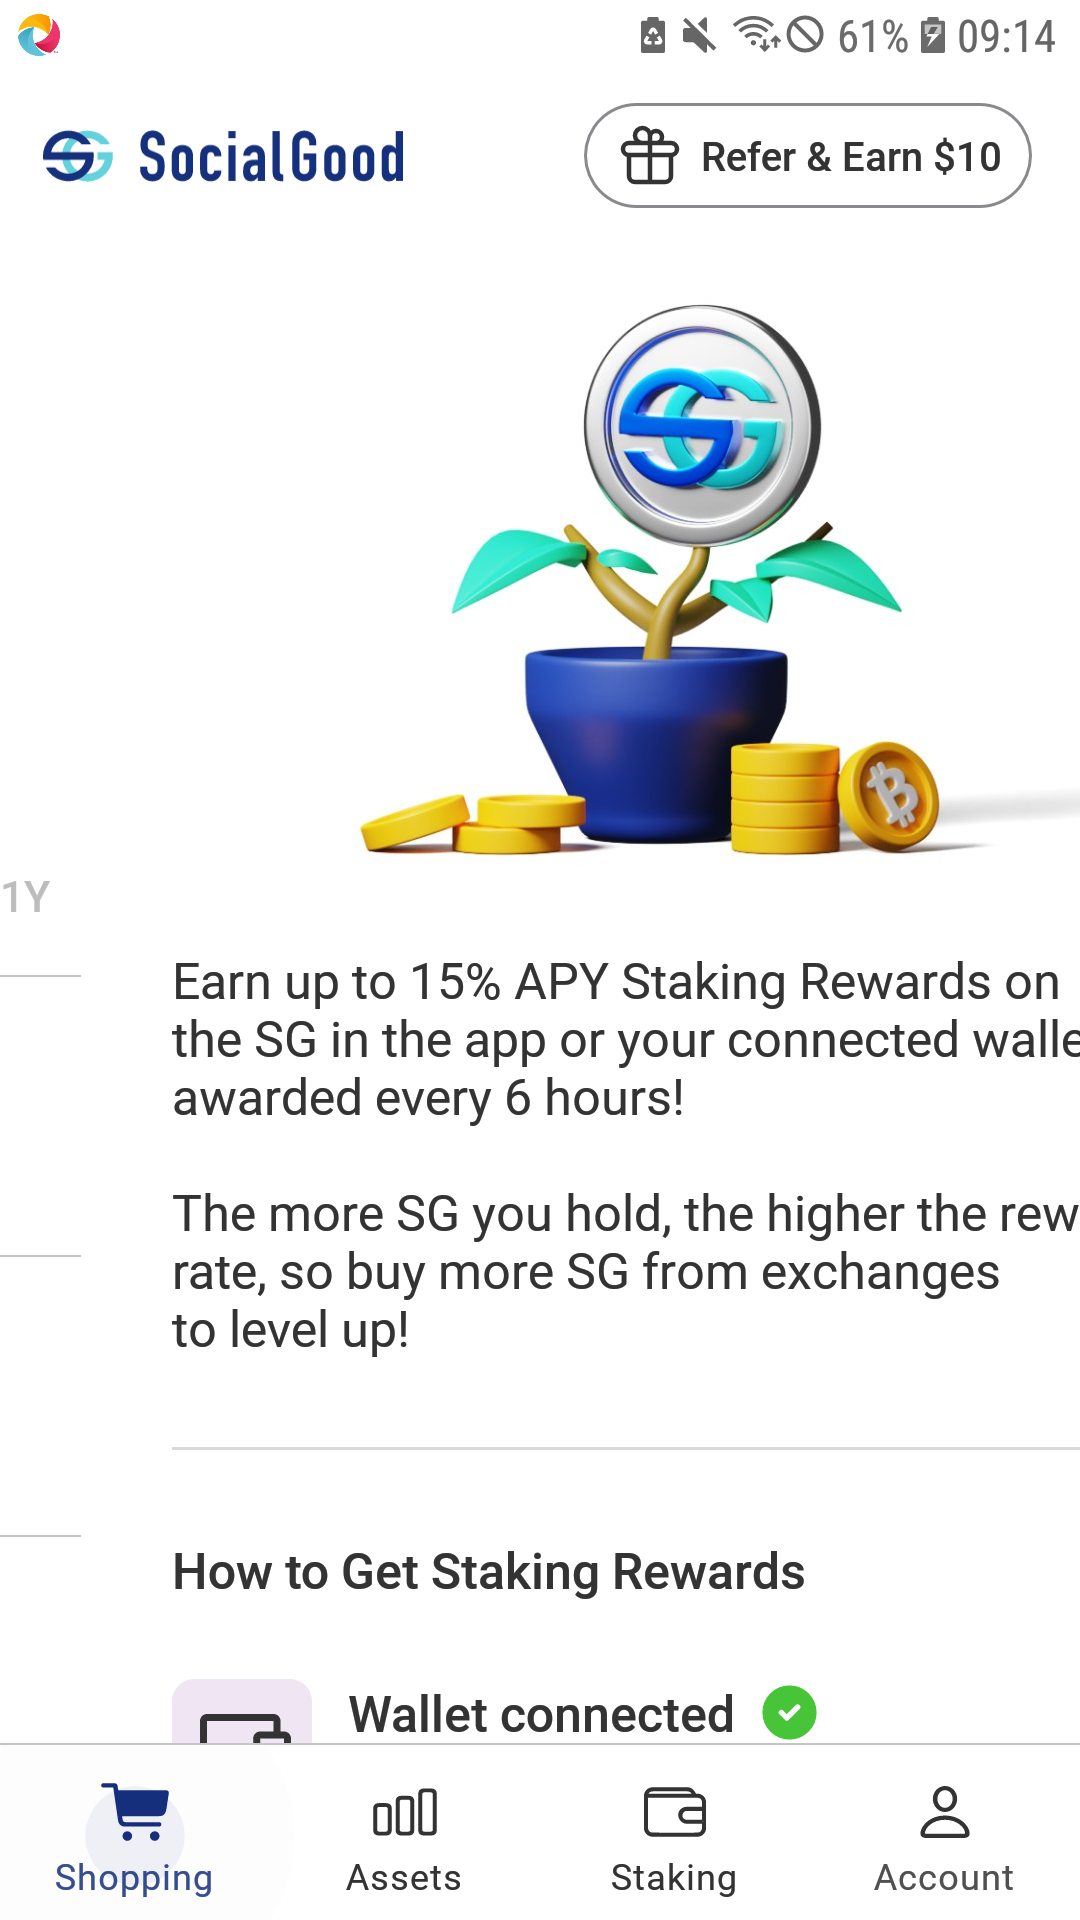 61% 09:14
SocialGood
Refer & Earn $10
1Y
Earn up to 15% APY Staking Rewards on
the SG in the app or your connected walle
awarded every 6 hours!
The more SG you hold, the higher the rew
rate, so buy more SG from exchanges
to level up!
How to Get Staking Rewards
Wallet connected
Shopping
Assets
Staking
Account